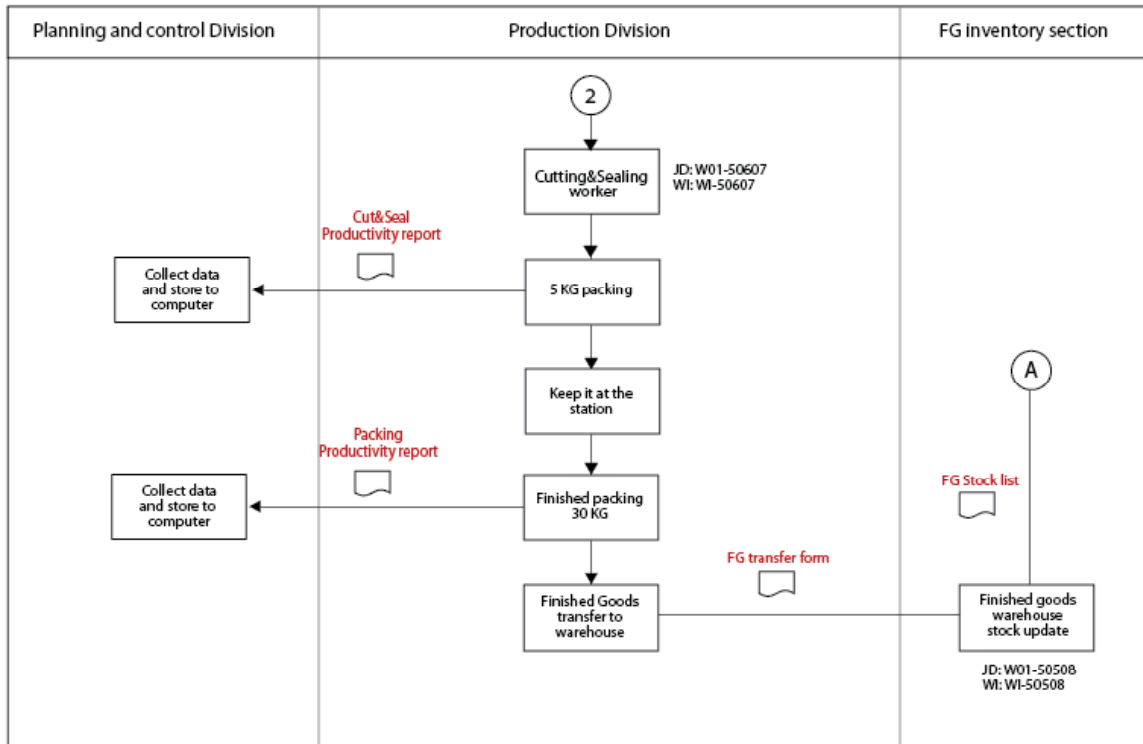 Planning and control Division
Production Division
FG inventory section
2
Cutting&Sealing
worker
JD: W01-50607
WI: WI-50607
Cut&Seal
Productivity report
Collect data
and store to
computer
5 KG packing
A
Keep it at the
station
Packing
Productivity report
Collect data
and store to
computer
Finished packing
30 KG
FG Stock list
FG transfer form
Finished Goods
transfer to
warehouse
Finished goods
warehouse
stock update
JD: W01-50508
WI: WI-50508